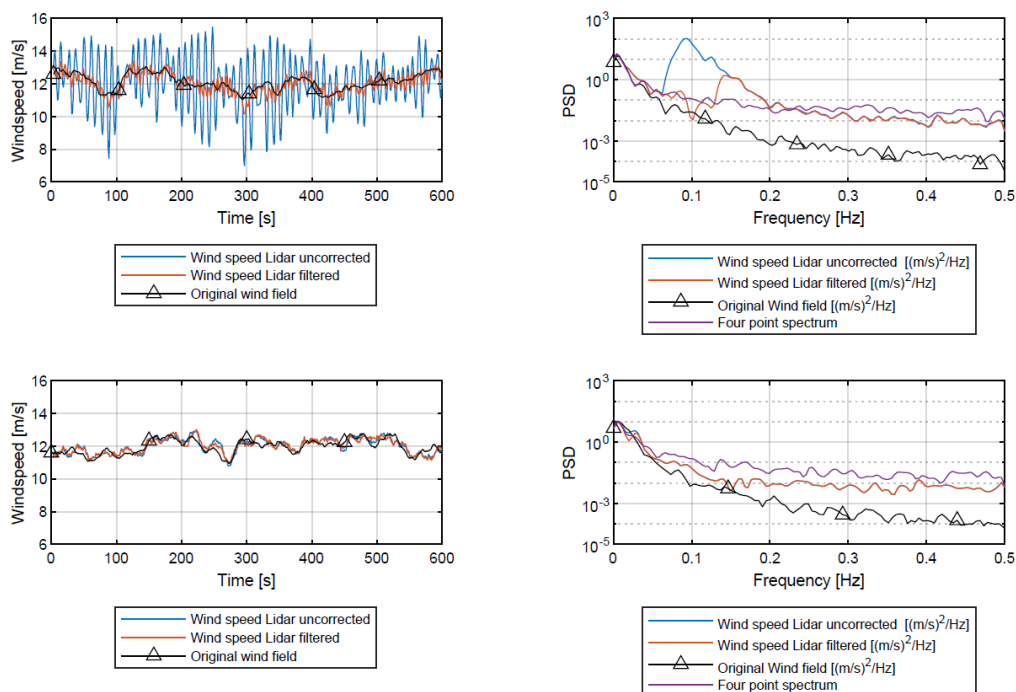 16
14
12
10
8
6
Windspeed [m/s]
0 100 200 300 400 500 600
Time [s]
Wind speed Lidar uncorrected
Wind speed Lidar filtered
Original wind field
10^3
10^0
10^-3
10^-5
PSD
0 0.1 0.2 0.3 0.4 0.5
Frequency [Hz]
Wind speed Lidar uncorrected [(m/s)^2/Hz]
Wind speed Lidar filtered [(m/s)^2/Hz]
Original Wind field [(m/s)^2/Hz]
Four point spectrum
16
14
12
10
8
6
Windspeed [m/s]
0 100 200 300 400 500 600
Time [s]
Wind speed Lidar uncorrected
Wind speed Lidar filtered
Original wind field
10^3
10^0
10^-3
10^-5
PSD
0 0.1 0.2 0.3 0.4 0.5
Frequency [Hz]
Wind speed Lidar uncorrected [(m/s)^2/Hz]
Wind speed Lidar filtered [(m/s)^2/Hz]
Original Wind field [(m/s)^2/Hz]
Four point spectrum